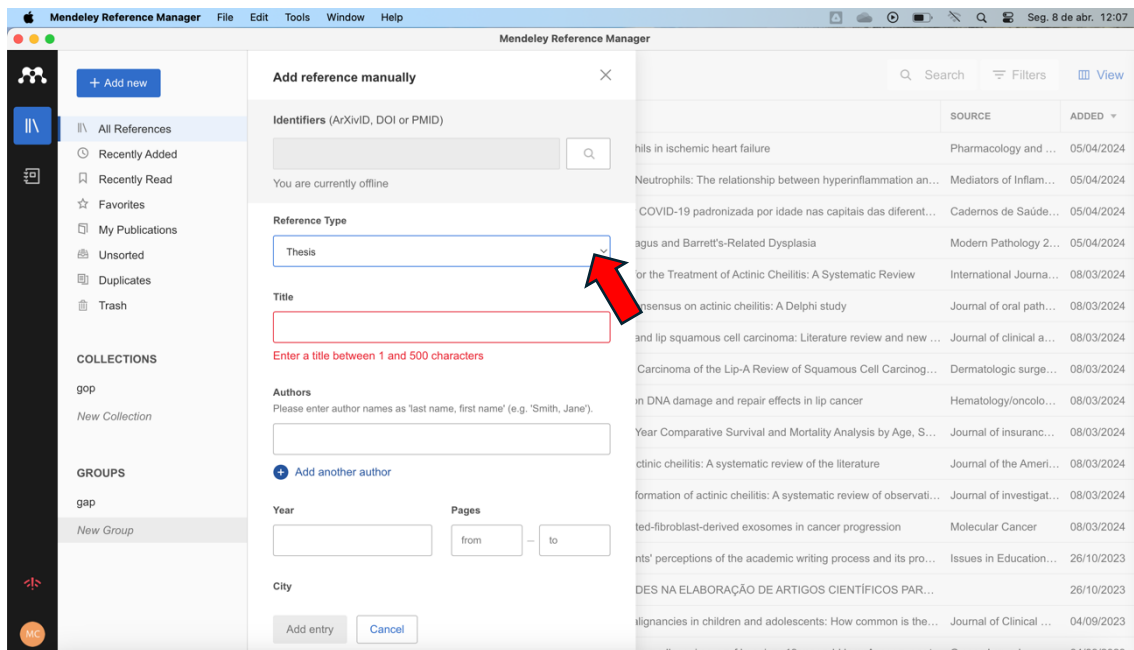 Mendeley Reference Manager File Edit Tools Window Help Seg. 8 de abr. 12:07
Mendeley Reference Manager
+ Add new
All References
Recently Added
Recently Read
Favorites
My Publications
Unsorted
Duplicates
Trash
COLLECTIONS
gop
New Collection
GROUPS
gap
New Group
MC
Add reference manually
Identifiers (ArXivID, DOI or PMID)
You are currently offline
Reference Type
Thesis
Title
Enter a title between 1 and 500 characters
Authors
Please enter author names as 'last name, first name' (e.g. 'Smith, Jane').
Add another author
Year Pages
from – to
City
Add entry Cancel
Search Filters View
SOURCE ADDED
hils in ischemic heart failure Pharmacology and ... 05/04/2024
Neutrophils: The relationship between hyperinflammation an... Mediators of Inflam... 05/04/2024
COVID-19 padronizada por idade nas capitais das diferent... Cadernos de Saúde... 05/04/2024
agus and Barrett's-Related Dysplasia Modern Pathology 2... 05/04/2024
for the Treatment of Actinic Cheilitis: A Systematic Review International Journa... 08/03/2024
nsensus on actinic cheilitis: A Delphi study Journal of oral path... 08/03/2024
and lip squamous cell carcinoma: Literature review and new ... Journal of clinical a... 08/03/2024
Carcinoma of the Lip-A Review of Squamous Cell Carcinog... Dermatologic surge... 08/03/2024
on DNA damage and repair effects in lip cancer Hematology/oncolo... 08/03/2024
Year Comparative Survival and Mortality Analysis by Age, S... Journal of insuranc... 08/03/2024
ctinic cheilitis: A systematic review of the literature Journal of the Ameri... 08/03/2024
formation of actinic cheilitis: A systematic review of observati... Journal of investigat... 08/03/2024
ted-fibroblast-derived exosomes in cancer progression Molecular Cancer 08/03/2024
nts' perceptions of the academic writing process and its pro... Issues in Education... 26/10/2023
DES NA ELABORAÇÃO DE ARTIGOS CIENTÍFICOS PAR... 26/10/2023
alignancies in children and adolescents: How common is the... Journal of Clinical ... 04/09/2023